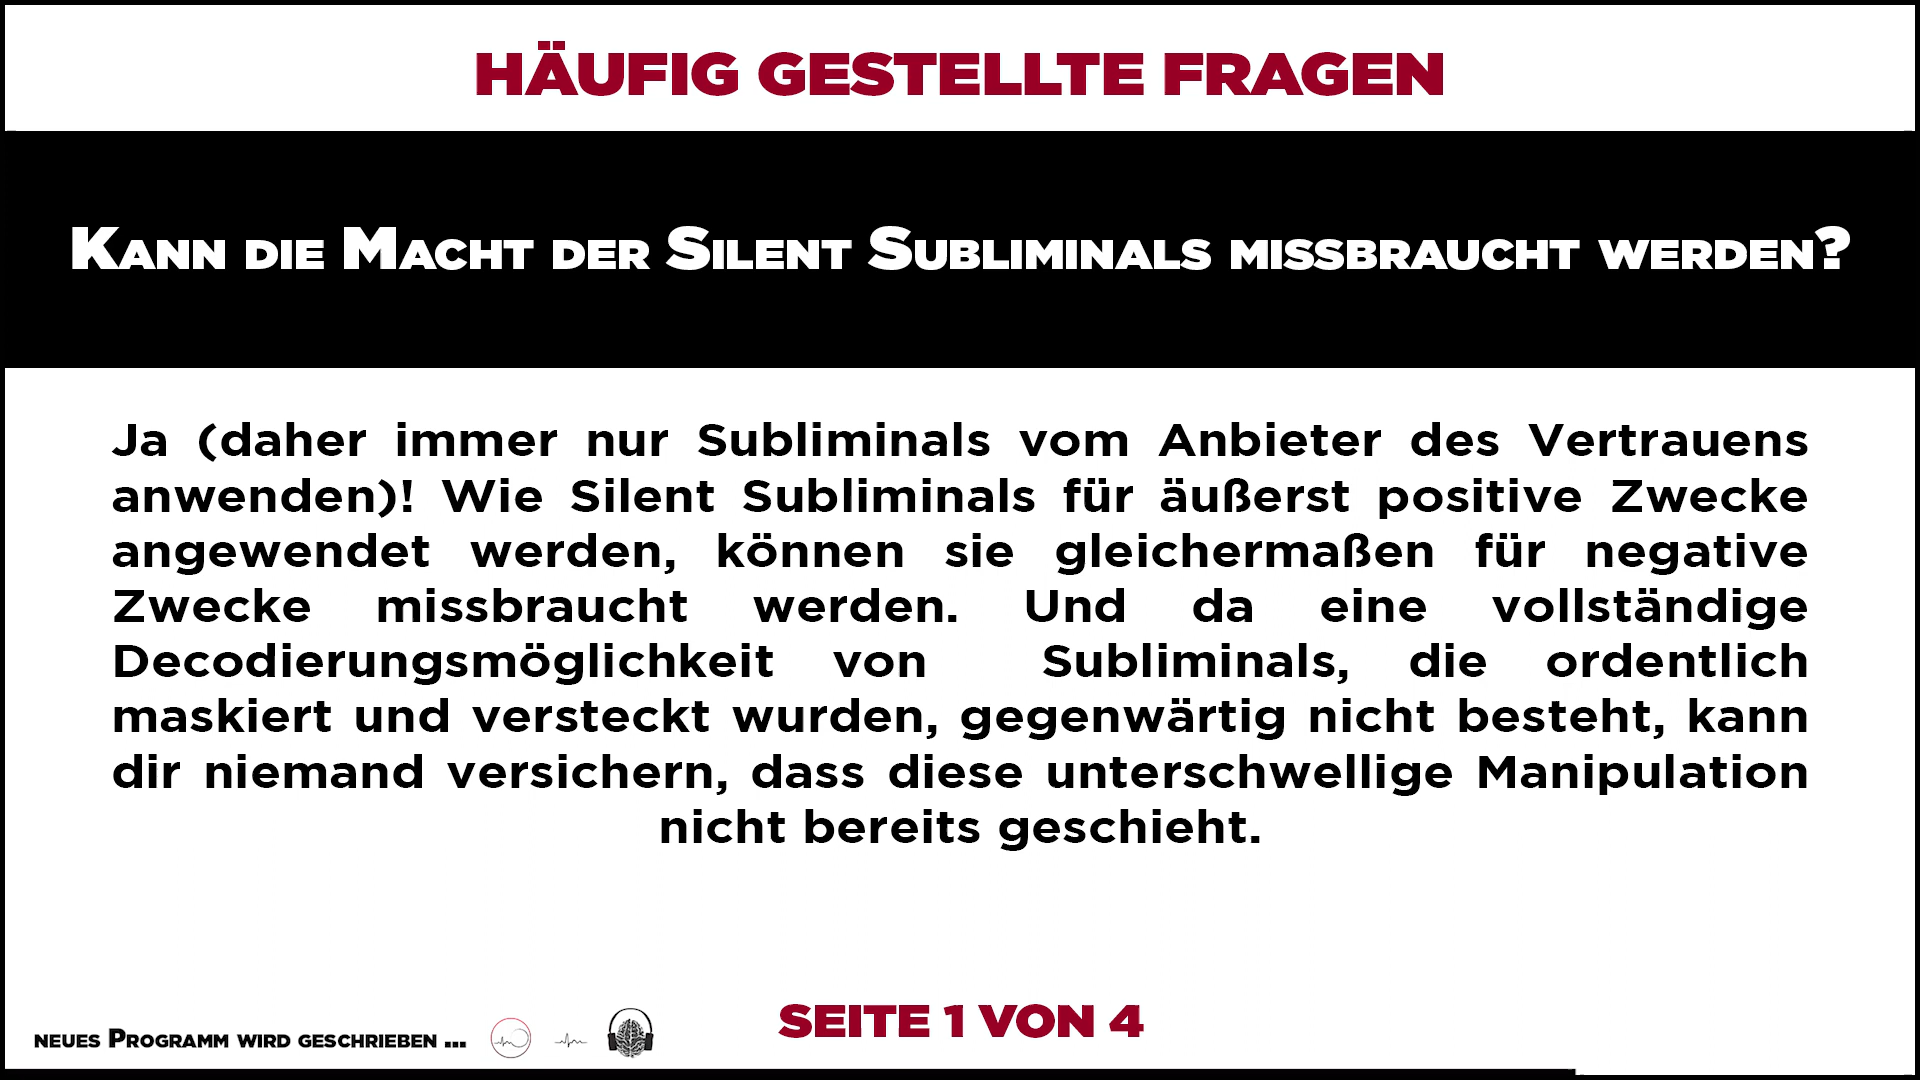 HÄUFIG GESTELLTE FRAGEN
Kann die Macht der Silent Subliminals missbraucht werden?
Ja (daher immer nur Subliminals vom Anbieter des Vertrauens
anwenden)! Wie Silent Subliminals für äußerst positive Zwecke
angewendet werden, können sie gleichermaßen für negative
Zwecke missbraucht werden. Und da eine vollständige
Decodierungsmöglichkeit von Subliminals, die ordentlich
maskiert und versteckt wurden, gegenwärtig nicht besteht, kann
dir niemand versichern, dass diese unterschwellige Manipulation
nicht bereits geschieht.
SEITE 1 VON 4
neues Programm wird geschrieben ...